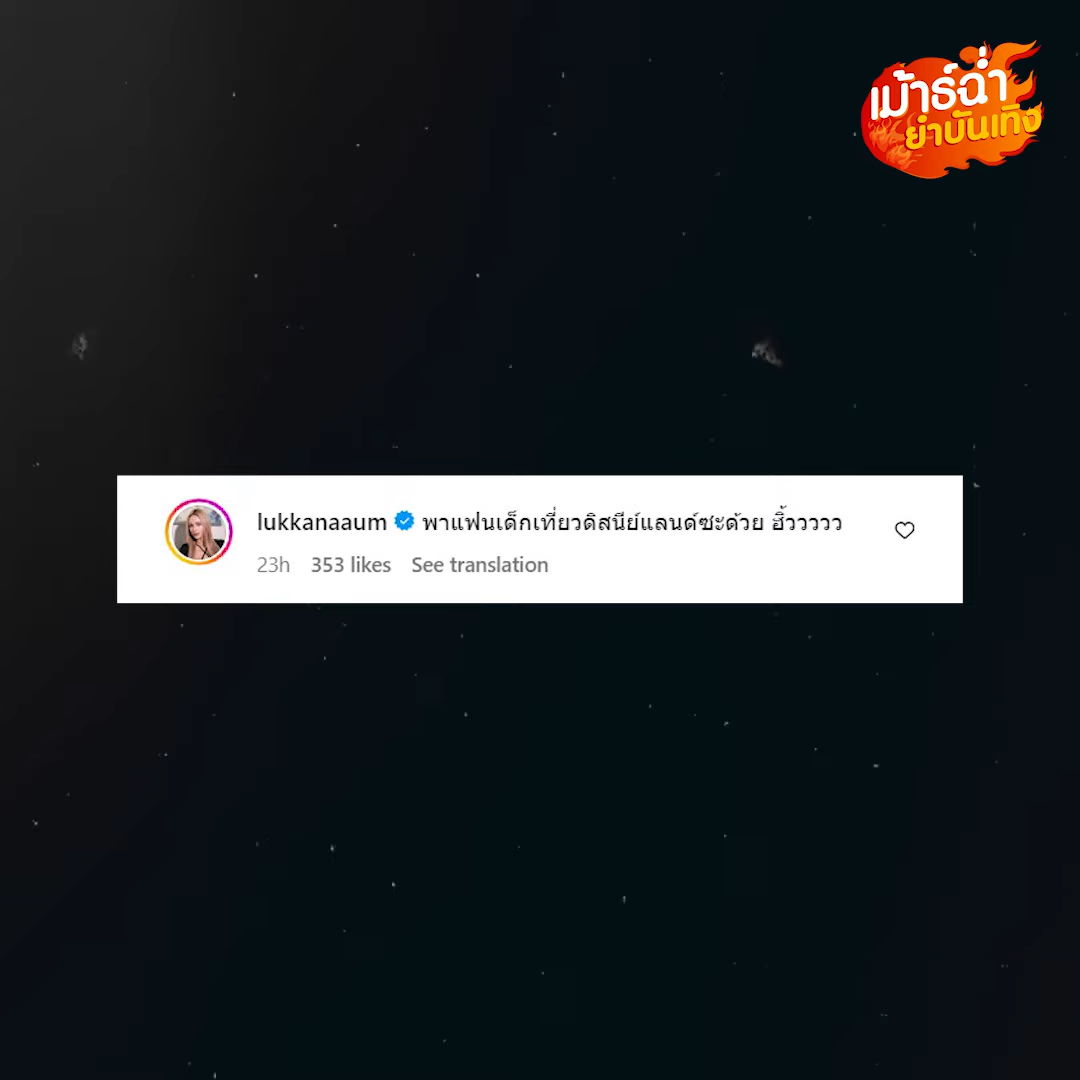 เม้าธ์ฉ่ำ
ยำบันเทิง
lukkanaaum พาแฟนเด็กเที่ยวดิสนีย์แลนด์ซะด้วย ฮิ้ววววว
23h 353 likes See translation